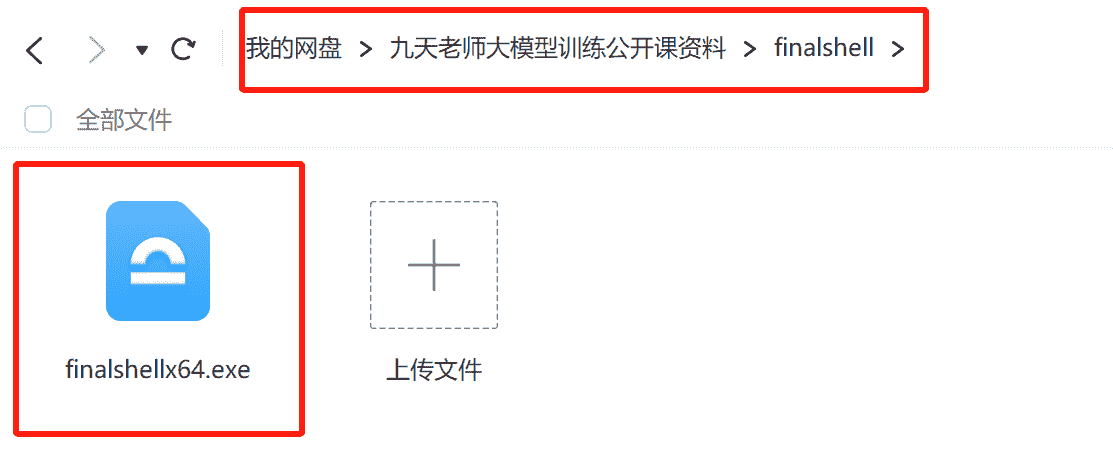 我的网盘 > 九天老师大模型训练公开课资料 > finalshell >
全部文件
finalshellx64.exe
上传文件